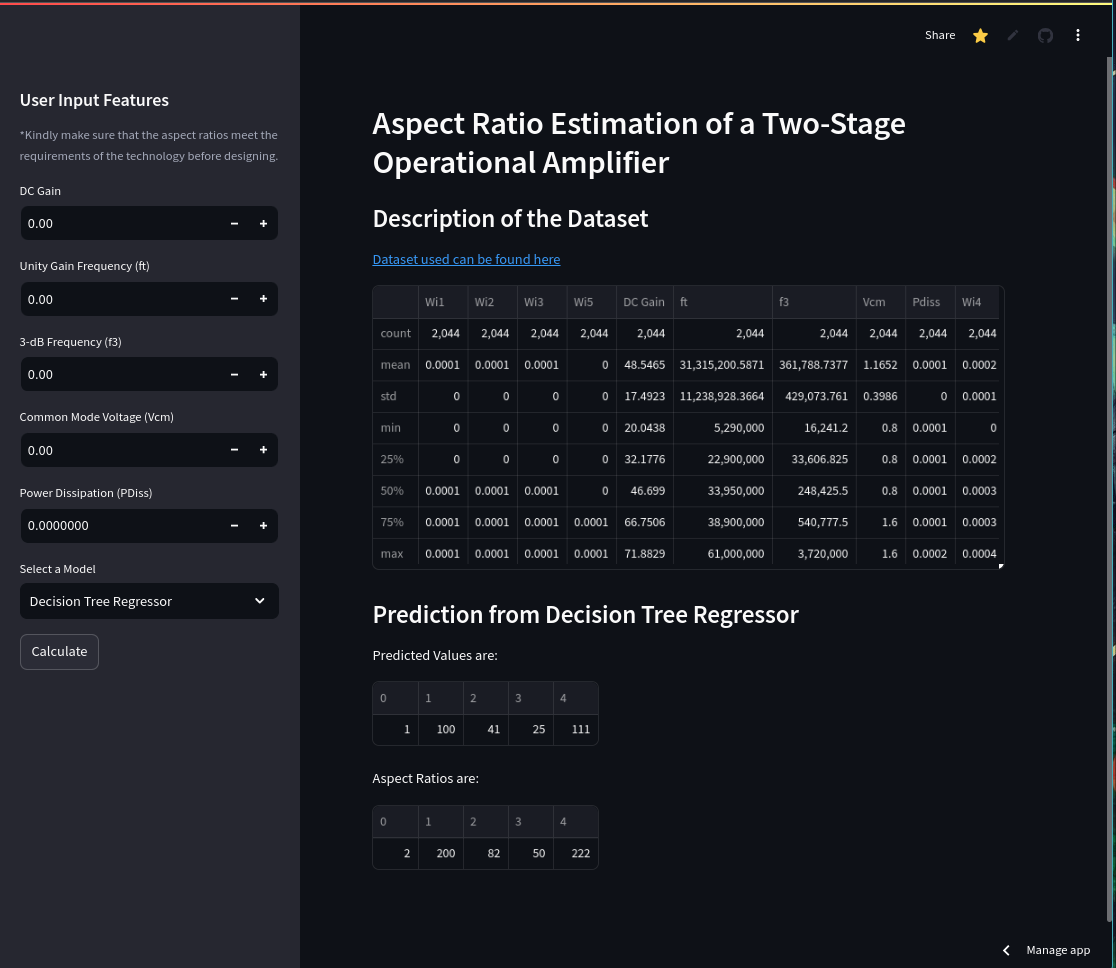 Share
User Input Features
*Kindly make sure that the aspect ratios meet the
requirements of the technology before designing.
DC Gain
0.00
Unity Gain Frequency (ft)
0.00
3-dB Frequency (f3)
0.00
Common Mode Voltage (Vcm)
0.00
Power Dissipation (PDiss)
0.0000000
Select a Model
Decision Tree Regressor
Calculate
Aspect Ratio Estimation of a Two-Stage
Operational Amplifier
Description of the Dataset
Dataset used can be found here
Wi1 Wi2 Wi3 Wi5 DC Gain ft f3 Vcm Pdiss Wi4
count 2,044 2,044 2,044 2,044 2,044 2,044 2,044 2,044 2,044 2,044
mean 0.0001 0.0001 0.0001 0 48.5465 31,315,200.5871 361,788.7377 1.1652 0.0001 0.0002
std 0 0 0 0 17.4923 11,238,928.3664 429,073.761 0.3986 0 0.0001
min 0 0 0 0 20.0438 5,290,000 16,241.2 0.8 0.0001 0
25% 0 0 0 0 32.1776 22,900,000 33,606.825 0.8 0.0001 0.0002
50% 0.0001 0.0001 0.0001 0 46.699 33,950,000 248,425.5 0.8 0.0001 0.0003
75% 0.0001 0.0001 0.0001 0.0001 66.7506 38,900,000 540,777.5 1.6 0.0001 0.0003
max 0.0001 0.0001 0.0001 0.0001 71.8829 61,000,000 3,720,000 1.6 0.0002 0.0004
Prediction from Decision Tree Regressor
Predicted Values are:
0 1 2 3 4
1 100 41 25 111
Aspect Ratios are:
0 1 2 3 4
2 200 82 50 222
Manage app